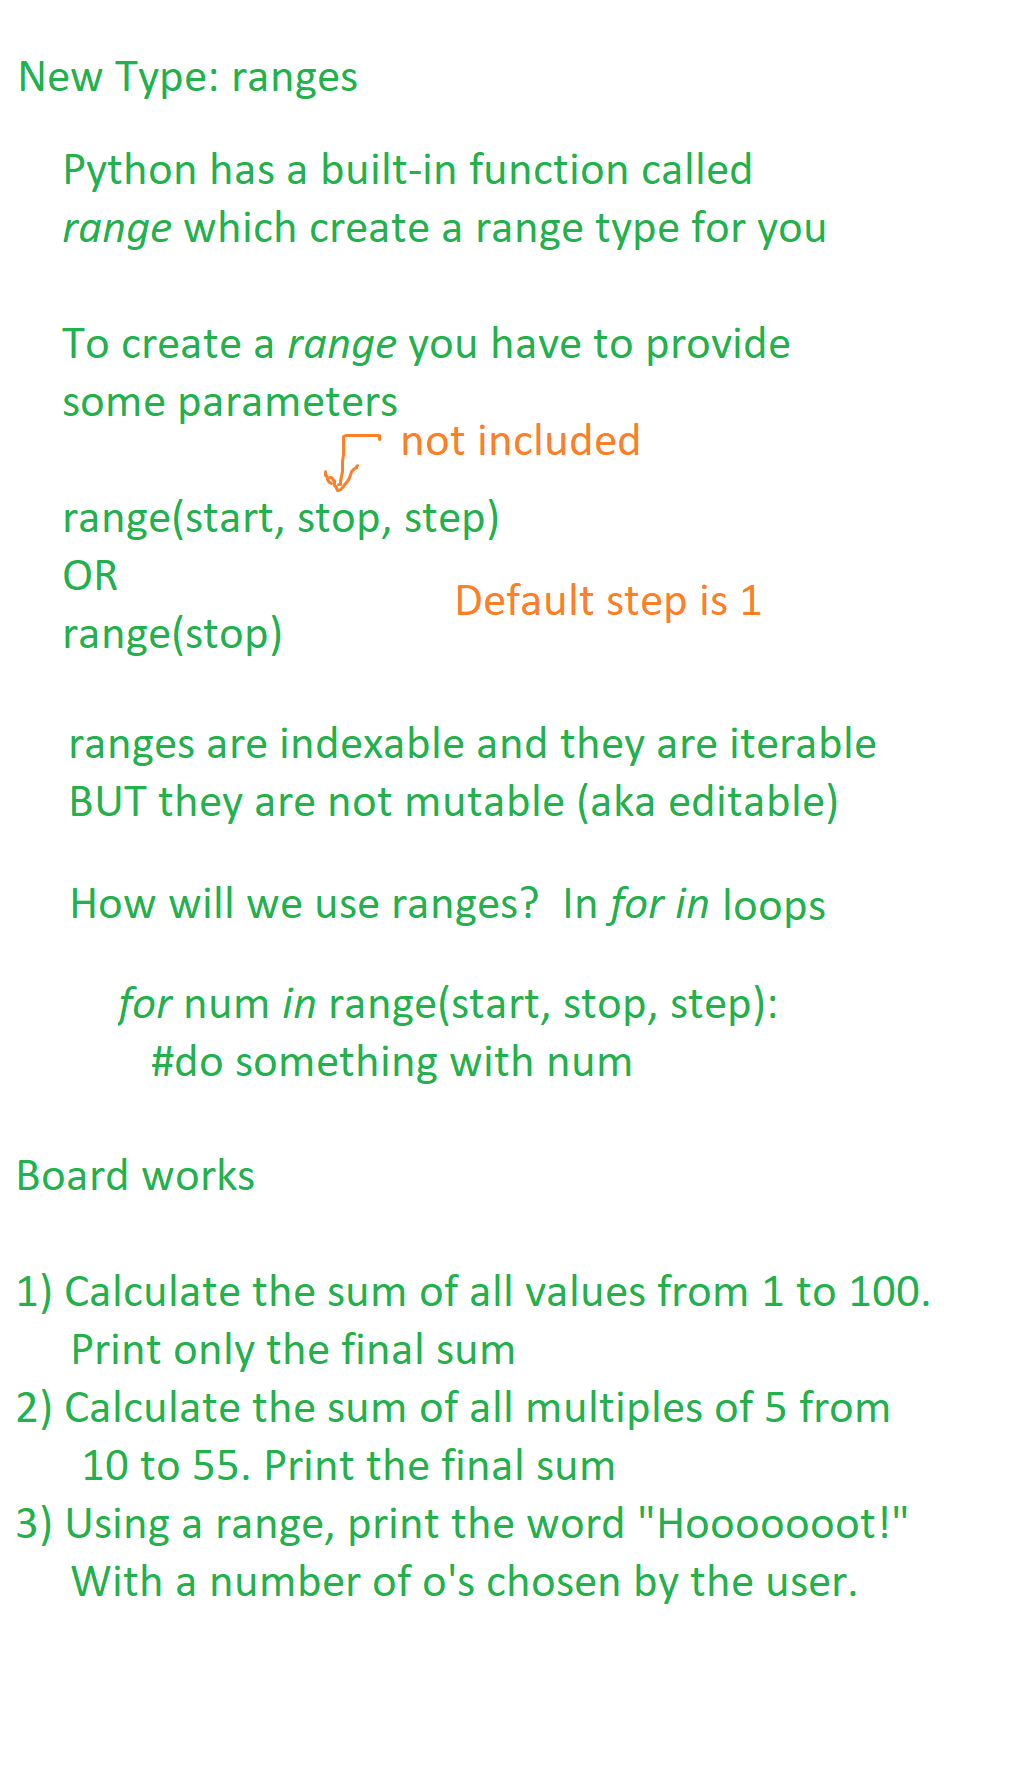 New Type: ranges
Python has a built-in function called
range which create a range type for you
To create a range you have to provide
some parameters
not included
range(start, stop, step)
OR
Default step is 1
range(stop)
ranges are indexable and they are iterable
BUT they are not mutable (aka editable)
How will we use ranges?  In for in loops
for num in range(start, stop, step):
#do something with num
Board works
1) Calculate the sum of all values from 1 to 100.
Print only the final sum
2) Calculate the sum of all multiples of 5 from
10 to 55. Print the final sum
3) Using a range, print the word "Hooooooot!"
With a number of o's chosen by the user.